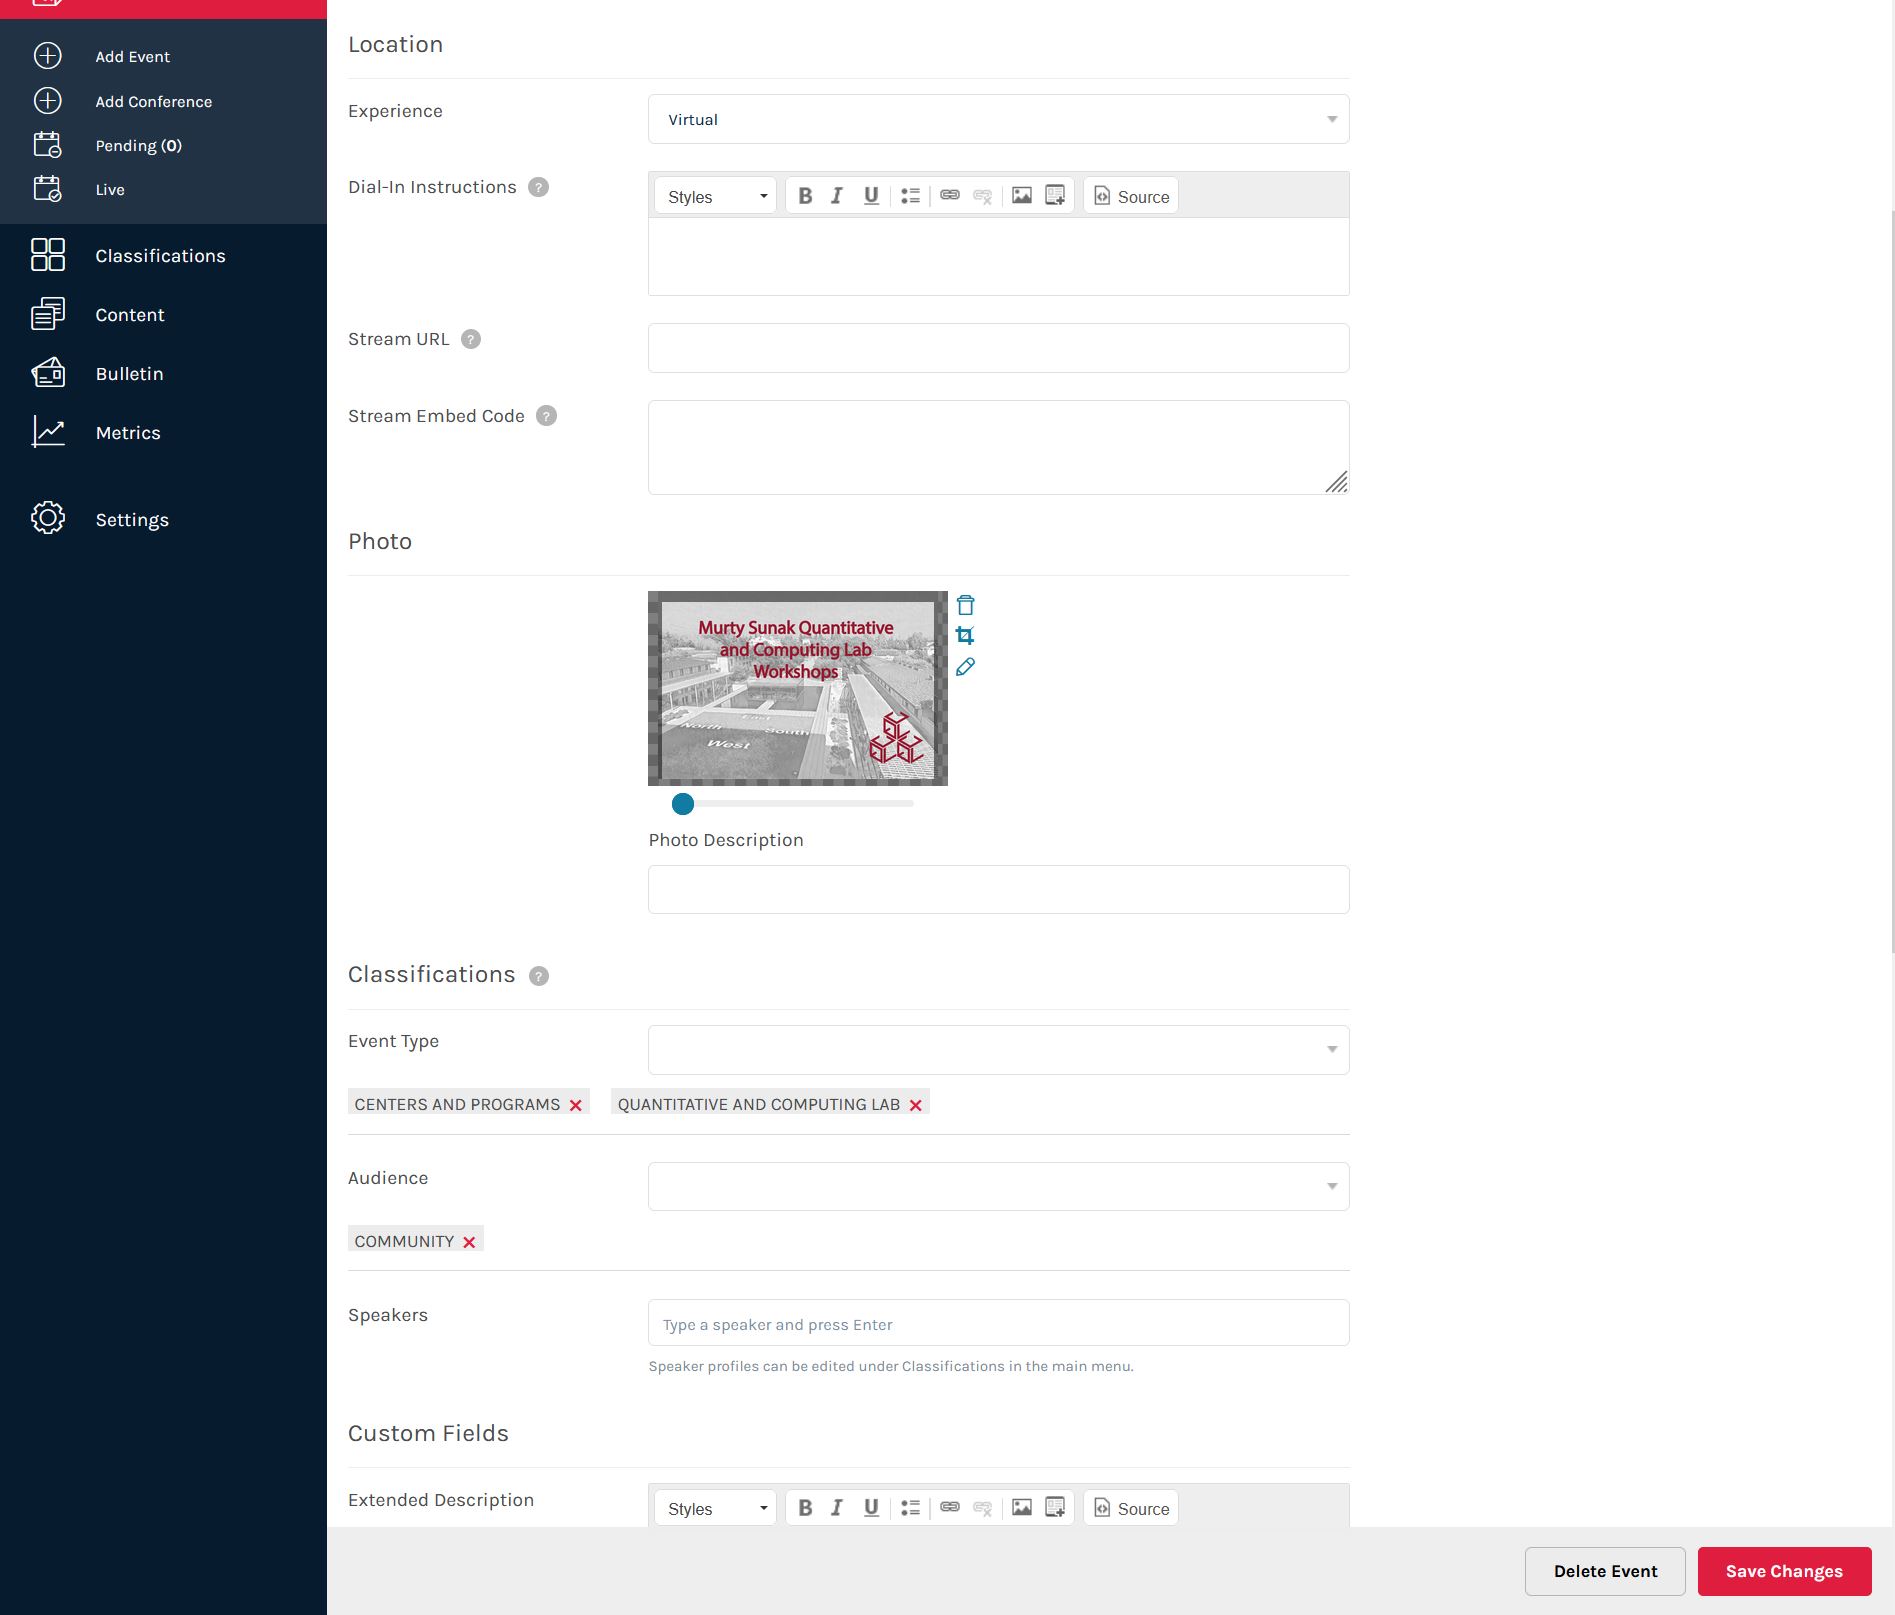 Add Event
Add Conference
Pending (0)
Live
Classifications
Content
Bulletin
Metrics
Settings
Location
Experience
Virtual
Dial-In Instructions ?
Styles
B I U
Source
Stream URL ?
Stream Embed Code ?
Photo
Murty Sunak Quantitative
and Computing Lab
Workshops
East
North
South
West
Photo Description
Classifications ?
Event Type
CENTERS AND PROGRAMS
QUANTITATIVE AND COMPUTING LAB
Audience
COMMUNITY
Speakers
Type a speaker and press Enter
Speaker profiles can be edited under Classifications in the main menu.
Custom Fields
Extended Description
Styles
B I U
Source
Delete Event
Save Changes